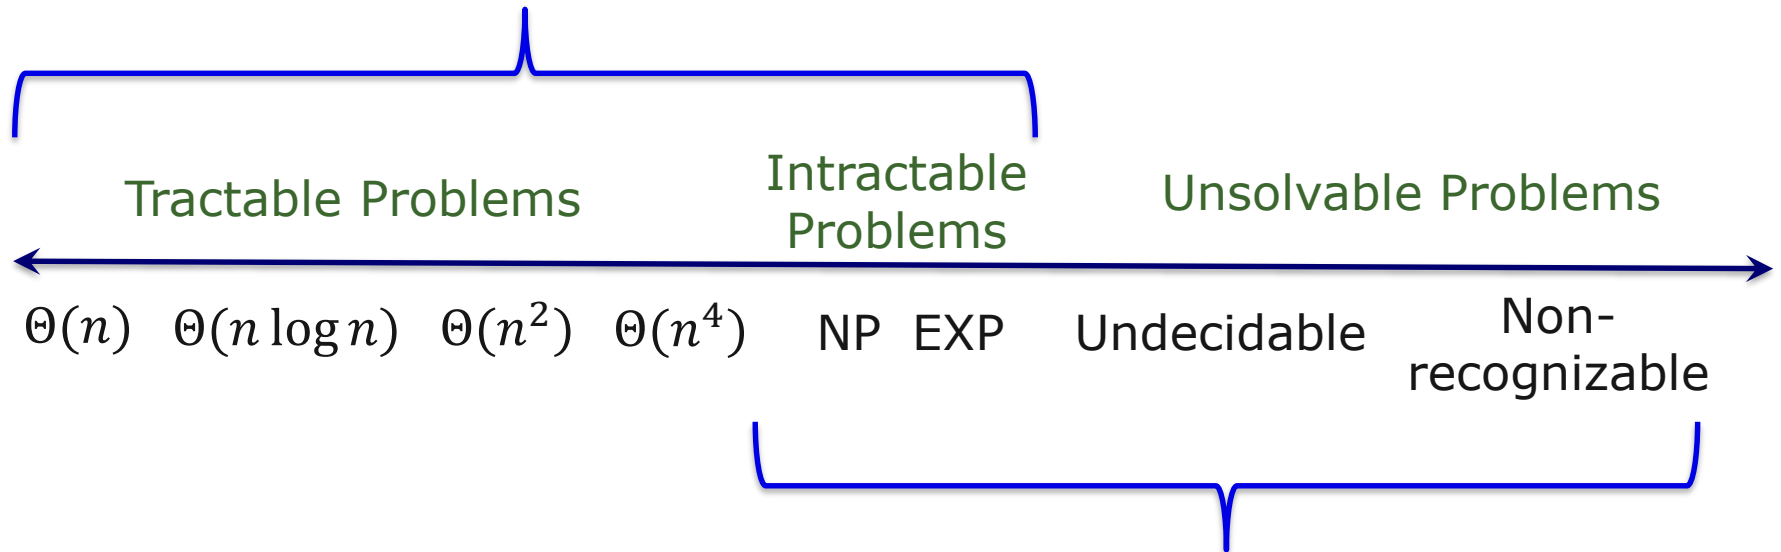 Tractable Problems
Intractable
Problems
Unsolvable Problems
Θ(n) Θ(n log n) Θ(n²) Θ(n⁴) NP EXP Undecidable
Non-
recognizable